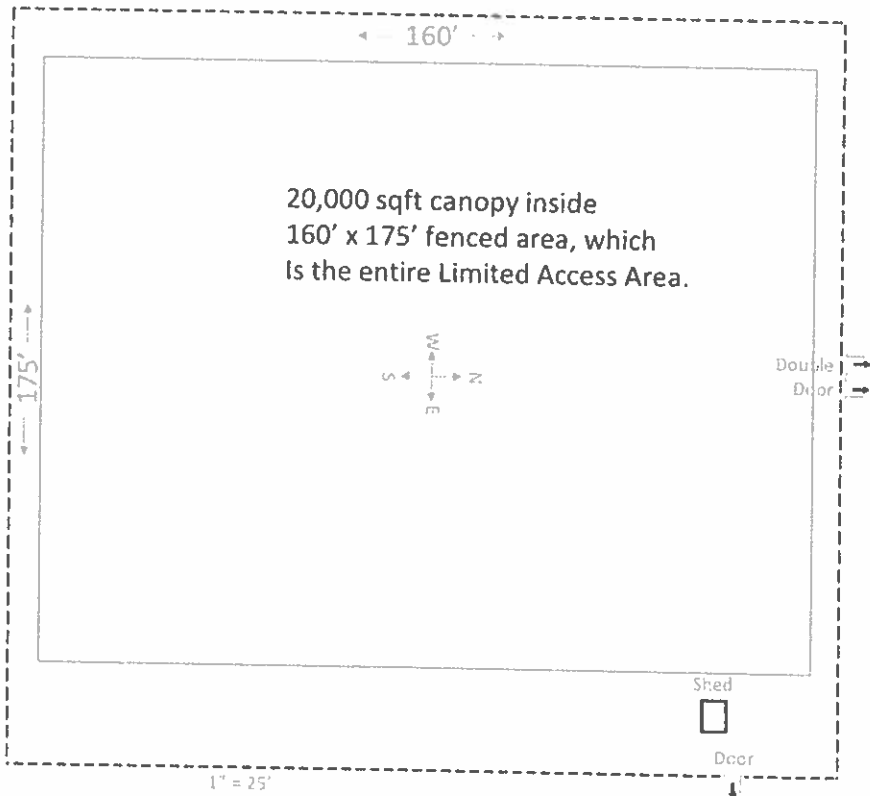 160'
20,000 sqft canopy inside
160' x 175' fenced area, which
Is the entire Limited Access Area.
175'
W
S N
E
Double
Door
Shed
Door
1" = 25'